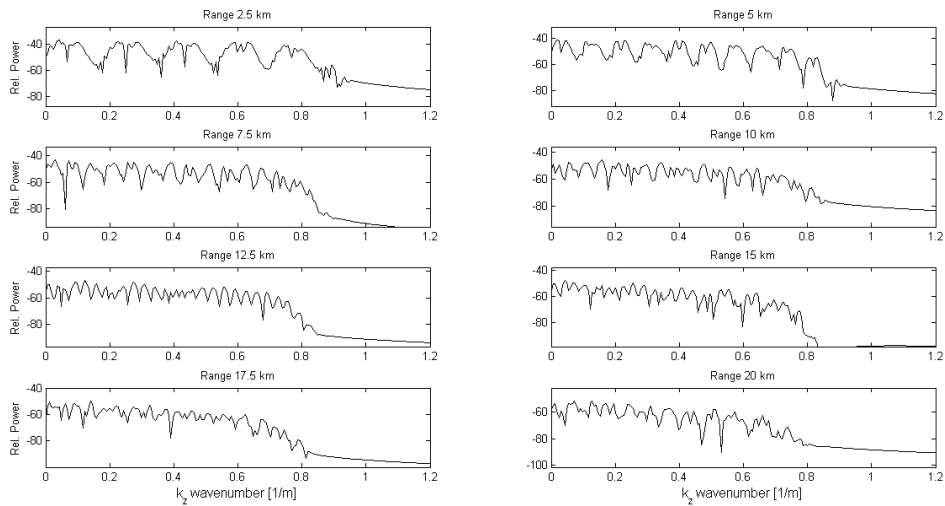 Range 2.5 km
Range 5 km
Rel. Power
-40
-60
-80
0 0.2 0.4 0.6 0.8 1 1.2
-40
-60
-80
0 0.2 0.4 0.6 0.8 1 1.2
Range 7.5 km
Range 10 km
Rel. Power
-40
-60
-80
0 0.2 0.4 0.6 0.8 1 1.2
-40
-60
-80
0 0.2 0.4 0.6 0.8 1 1.2
Range 12.5 km
Range 15 km
Rel. Power
-40
-60
-80
0 0.2 0.4 0.6 0.8 1 1.2
-40
-60
-80
0 0.2 0.4 0.6 0.8 1 1.2
Range 17.5 km
Range 20 km
Rel. Power
-40
-60
-80
0 0.2 0.4 0.6 0.8 1 1.2
k_z wavenumber [1/m]
-60
-80
-100
0 0.2 0.4 0.6 0.8 1 1.2
k_z wavenumber [1/m]